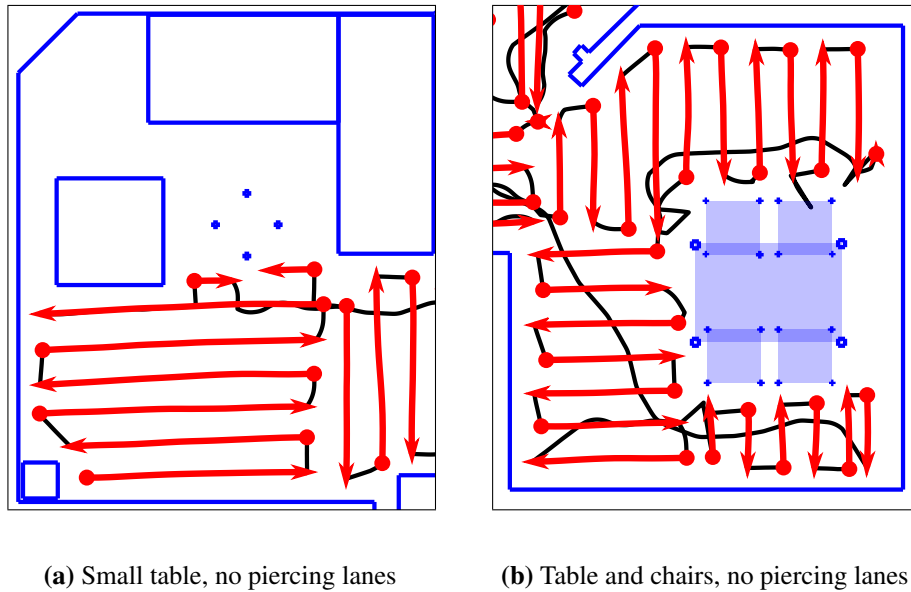 (a) Small table, no piercing lanes
(b) Table and chairs, no piercing lanes